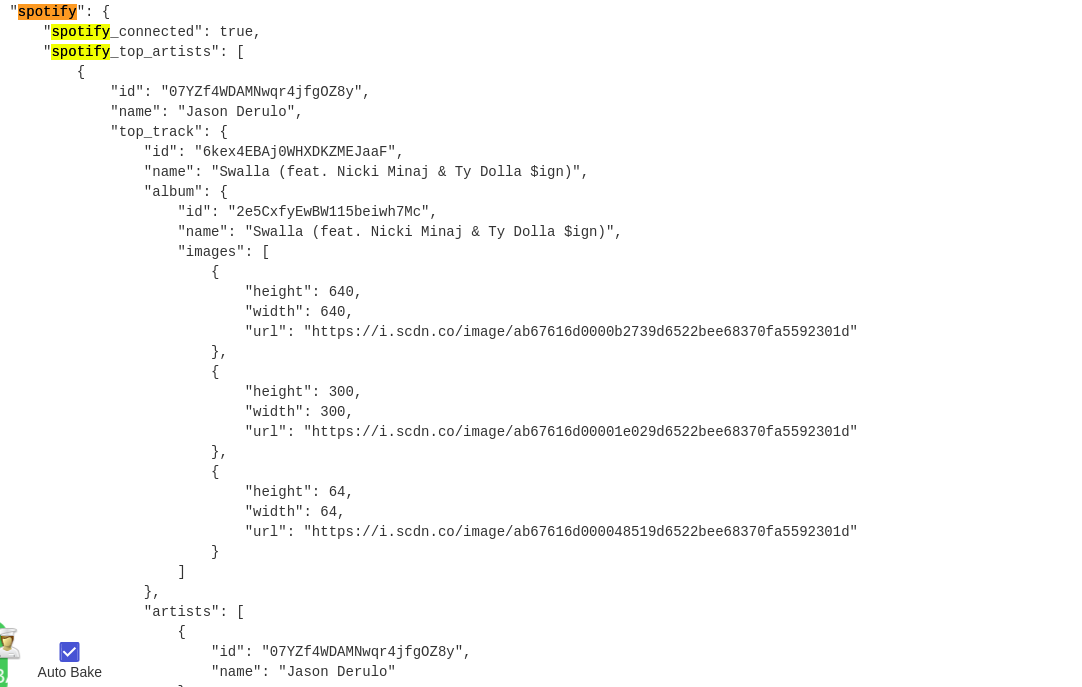 "spotify": {
    "spotify_connected": true,
    "spotify_top_artists": [
        {
            "id": "07YZf4WDAMNwqr4jfgOZ8y",
            "name": "Jason Derulo",
            "top_track": {
                "id": "6kex4EBAj0WHXDKZMEJaaF",
                "name": "Swalla (feat. Nicki Minaj & Ty Dolla $ign)",
                "album": {
                    "id": "2e5CxfyEwBW115beiwh7Mc",
                    "name": "Swalla (feat. Nicki Minaj & Ty Dolla $ign)",
                    "images": [
                        {
                            "height": 640,
                            "width": 640,
                            "url": "https://i.scdn.co/image/ab67616d0000b2739d6522bee68370fa5592301d"
                        },
                        {
                            "height": 300,
                            "width": 300,
                            "url": "https://i.scdn.co/image/ab67616d00001e029d6522bee68370fa5592301d"
                        },
                        {
                            "height": 64,
                            "width": 64,
                            "url": "https://i.scdn.co/image/ab67616d000048519d6522bee68370fa5592301d"
                        }
                    ]
                },
                "artists": [
                    {
                        "id": "07YZf4WDAMNwqr4jfgOZ8y",
                        "name": "Jason Derulo"
Auto Bake